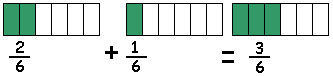 2/6 + 1/6 = 3/6